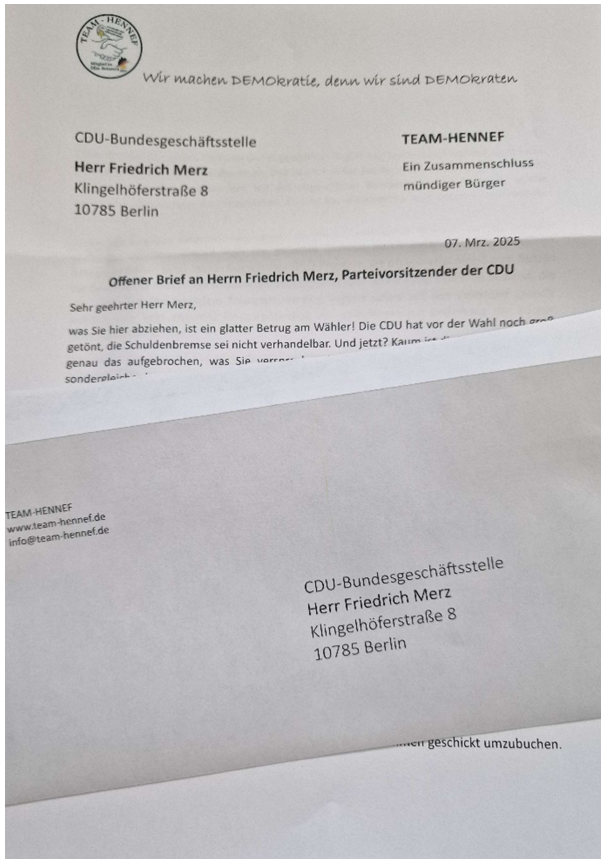 TEAM-HENNEF
Wir machen DEMOkratie, denn wir sind DEMOkraten
CDU-Bundesgeschäftsstelle
Herr Friedrich Merz
Klingelhöferstraße 8
10785 Berlin
TEAM-HENNEF
Ein Zusammenschluss
mündiger Bürger
07. Mrz. 2025
Offener Brief an Herrn Friedrich Merz, Parteivorsitzender der CDU
Sehr geehrter Herr Merz,
was Sie hier abziehen, ist ein glatter Betrug am Wähler! Die CDU hat vor der Wahl noch
getönt, die Schuldenbremse sei nicht verhandelbar. Und jetzt? Kaum
genau das aufgebrochen, was Sie
TEAM-HENNEF
www.team-hennef.de
info@team-hennef.de
CDU-Bundesgeschäftsstelle
Herr Friedrich Merz
Klingelhöferstraße 8
10785 Berlin
geschickt umzubuchen.